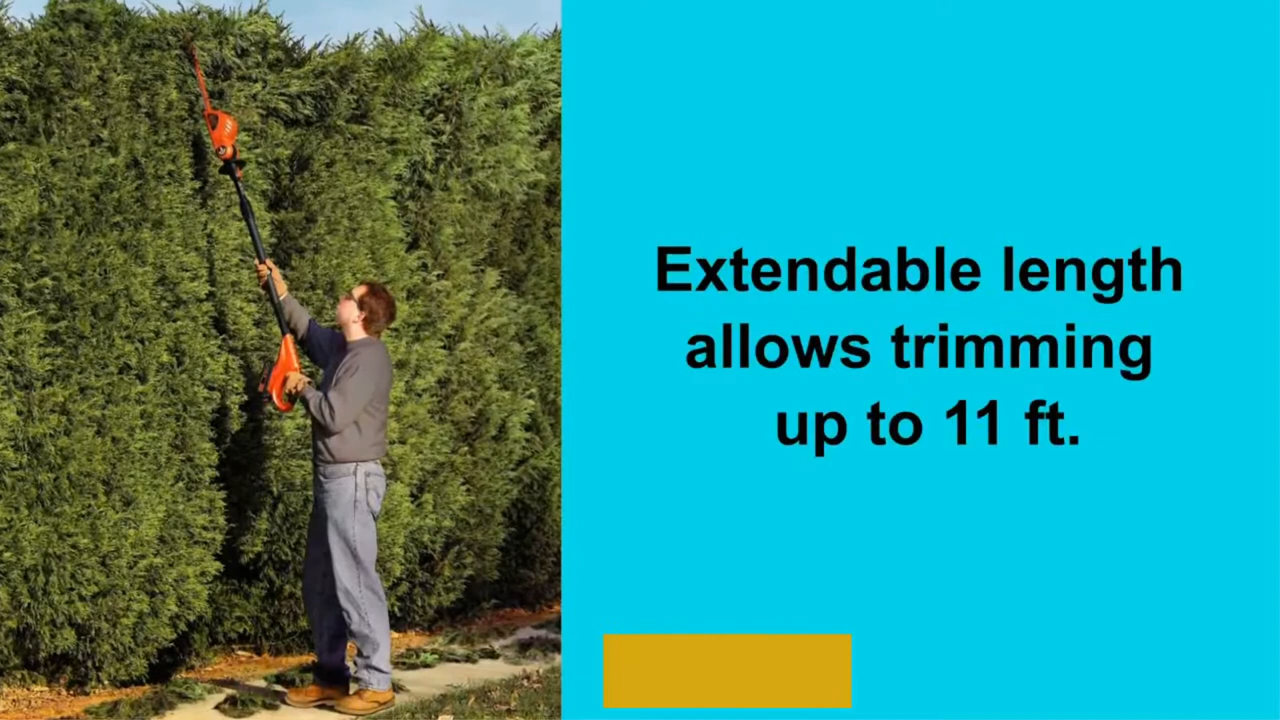 Extendable length
allows trimming
up to 11 ft.